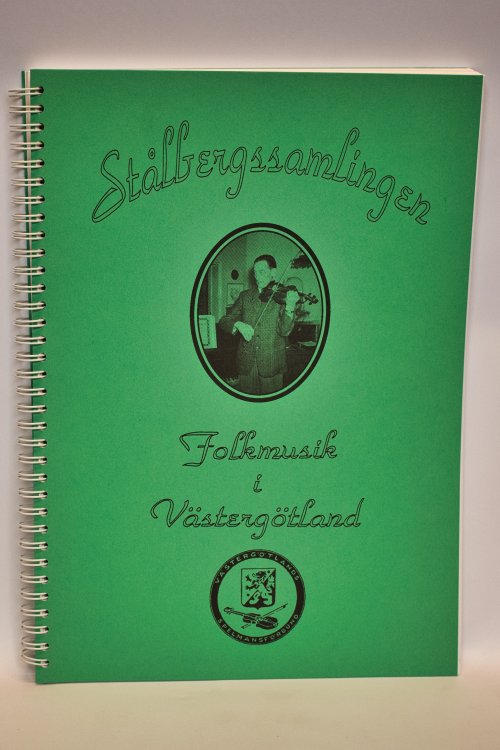 Stålbergssamlingen
Folkmusik
i
Västergötland
VÄSTERGÖTLANDS
SPELMANSFÖRBUND